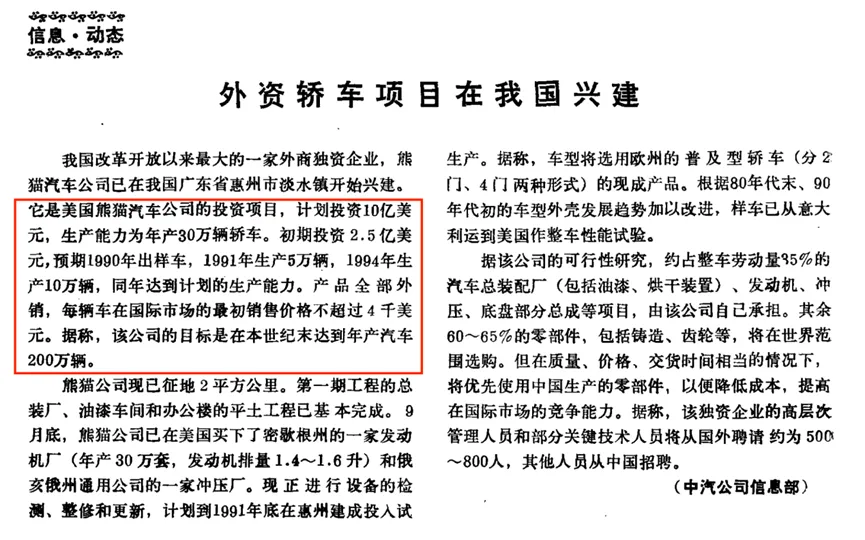 信息·动态
外资轿车项目在我国兴建
我国改革开放以来最大的一家外商独资企业，熊
猫汽车公司已在我国广东省惠州市淡水镇开始兴建。
它是美国熊猫汽车公司的投资项目，计划投资10亿美
元，生产能力为年产30万辆轿车。初期投资2.5亿美
元，预期1990年出样车，1991年生产5万辆，1994年生
产10万辆，同年达到计划的生产能力。产品全部外
销，每辆车在国际市场的最初销售价格不超过4千美
元。据称，该公司的目标是在本世纪末达到年产汽车
200万辆。
熊猫公司现已征地2平方公里。第一期工程的总
装厂、油漆车间和办公楼的平土工程已基本完成。9
月底，熊猫公司已在美国买下了密歇根州的一家发动
机厂（年产30万套，发动机排量1.4～1.6升）和俄
亥俄州通用公司的一家冲压厂。现正进行设备的检
测、整修和更新，计划到1991年底在惠州建成投入试
生产。据称，车型将选用欧州的普及型轿车（分2
门、4门两种形式）的现成产品。根据80年代末、90
年代初的车型外壳发展趋势加以改进，样车已从意大
利运到美国作整车性能试验。
据该公司的可行性研究，约占整车劳动量35%的
汽车总装配厂（包括油漆、烘干装置）、发动机、冲
压、底盘部分总成等项目，由该公司自己承担。其余
60～65%的零部件，包括铸造、齿轮等，将在世界范
围选购。但在质量、价格、交货时间相当的情况下，
将优先使用中国生产的零部件，以便降低成本，提高
在国际市场的竞争能力。据称，该独资企业的高层次
管理人员和部分关键技术人员将从国外聘请约为500
～800人，其他人员从中国招聘。
（中汽公司信息部）